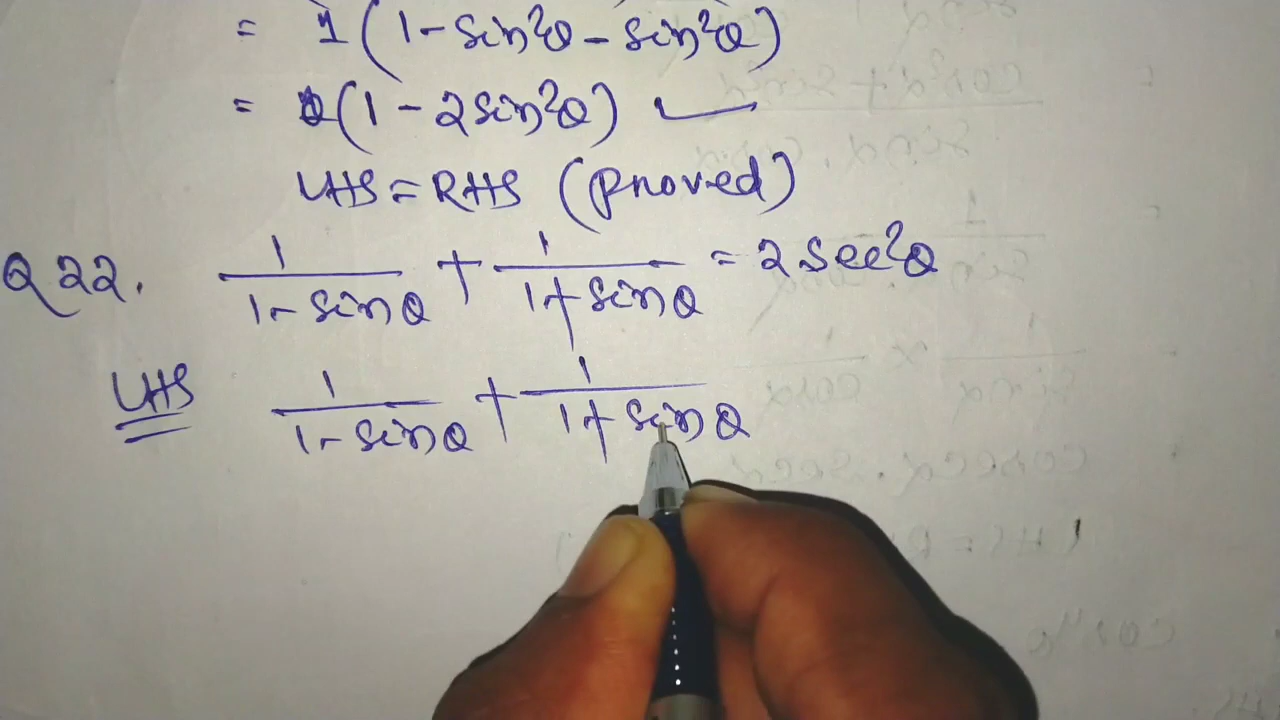 = 1(1-sin²θ-sin²θ)
= (1-2sin²θ)
LHS=RHS (proved)
Q22. 1/(1-sinθ) + 1/(1+sinθ) = 2sec²θ
LHS 1/(1-sinθ) + 1/(1+sinθ)